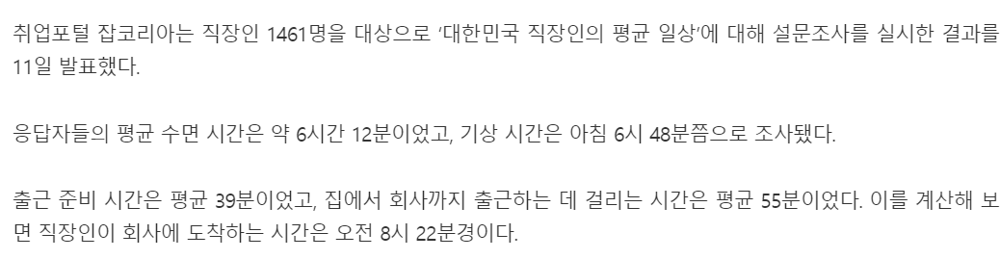 취업포털 잡코리아는 직장인 1461명을 대상으로 ‘대한민국 직장인의 평균 일상’에 대해 설문조사를 실시한 결과를
11일 발표했다.
응답자들의 평균 수면 시간은 약 6시간 12분이었고, 기상 시간은 아침 6시 48분쯤으로 조사됐다.
출근 준비 시간은 평균 39분이었고, 집에서 회사까지 출근하는 데 걸리는 시간은 평균 55분이었다. 이를 계산해 보
면 직장인이 회사에 도착하는 시간은 오전 8시 22분경이다.